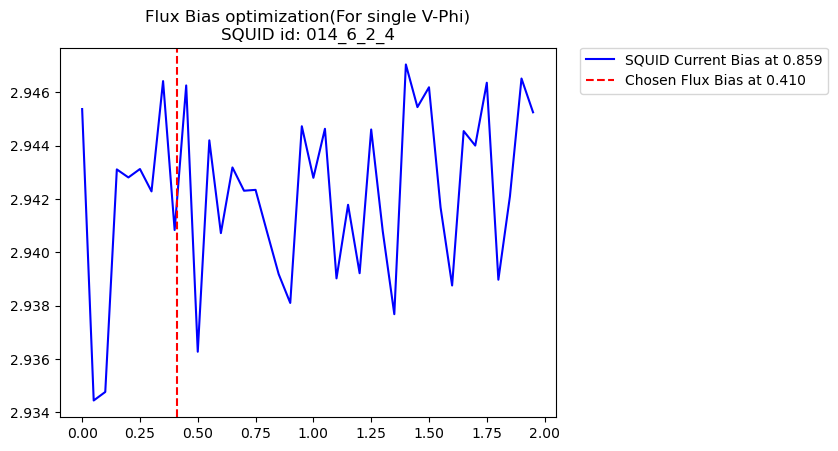 Flux Bias optimization(For single V-Phi)
SQUID id: 014_6_2_4
SQUID Current Bias at 0.859
Chosen Flux Bias at 0.410
2.946
2.944
2.942
2.940
2.938
2.936
2.934
0.00 0.25 0.50 0.75 1.00 1.25 1.50 1.75 2.00